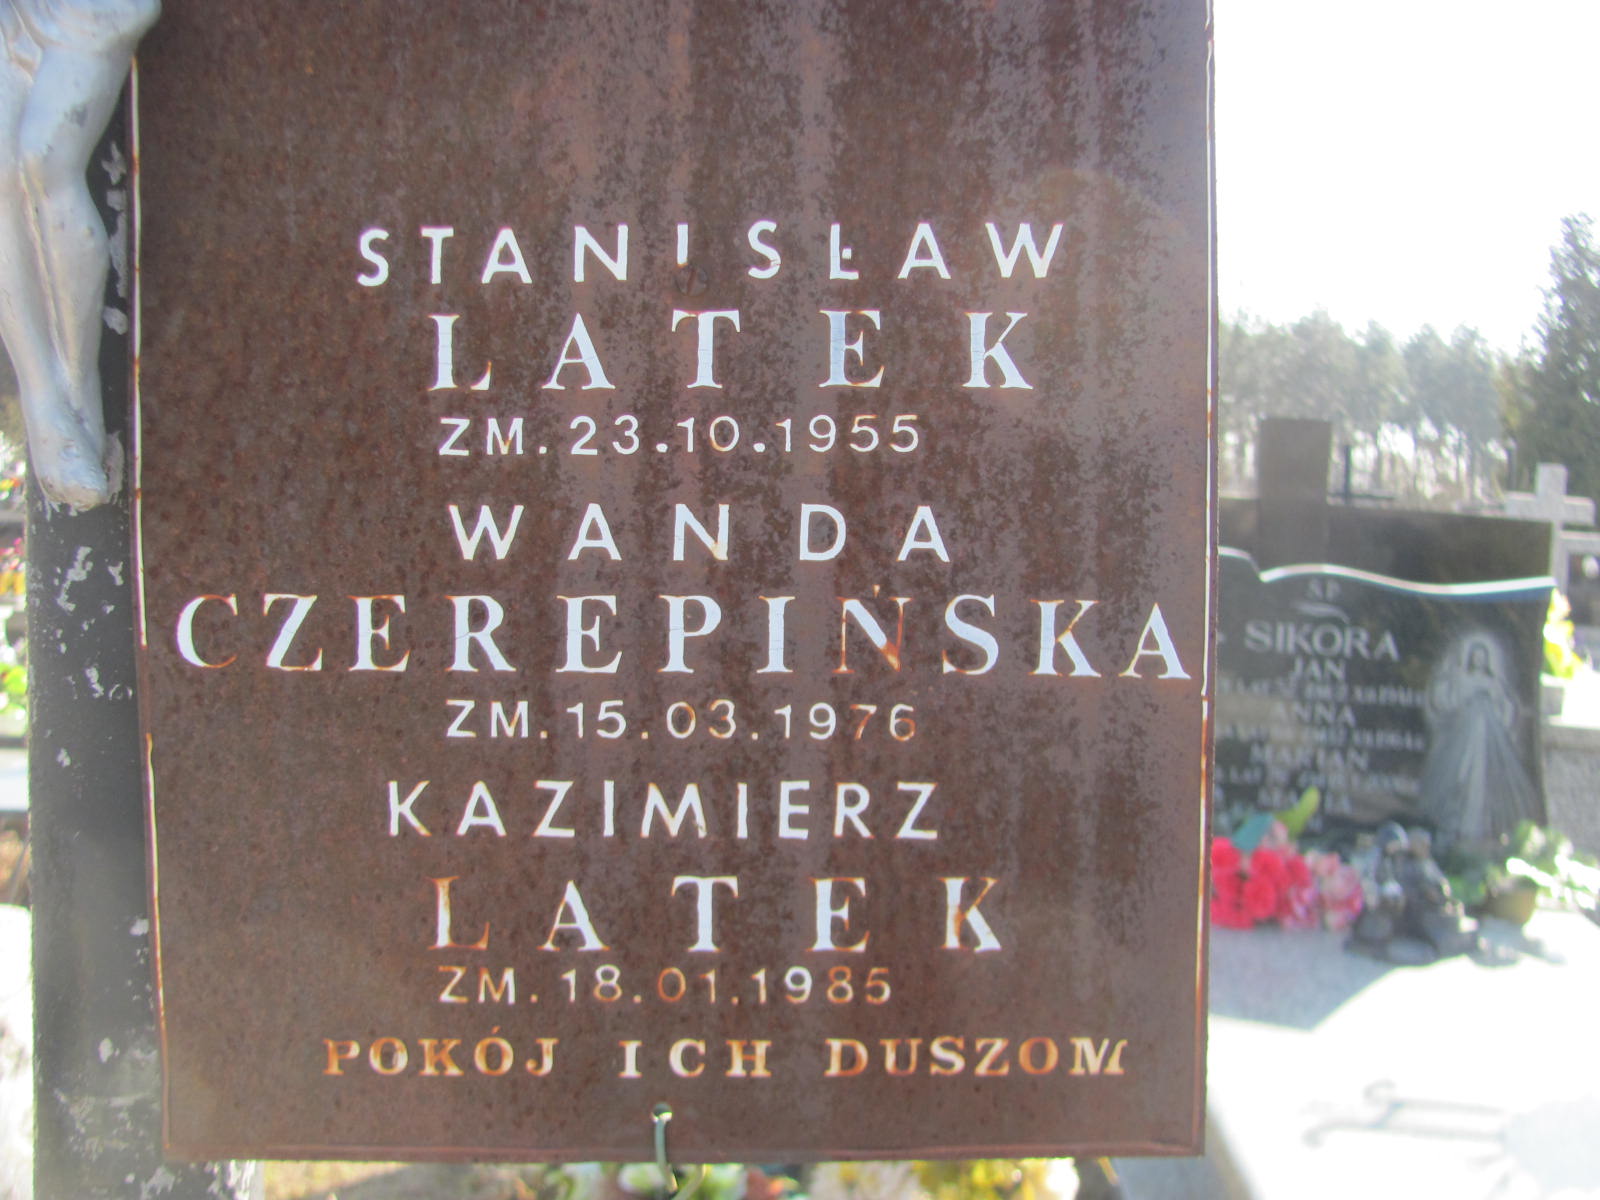 STANISŁAW
LATEK
ZM. 23.10.1955
WANDA
CZEREPIŃSKA
ZM. 15.03.1976
KAZIMIERZ
LATEK
ZM. 18.01.1985
POKÓJ ICH DUSZOM
ŚP
SIKORA
JAN
ANNA
MARIAN